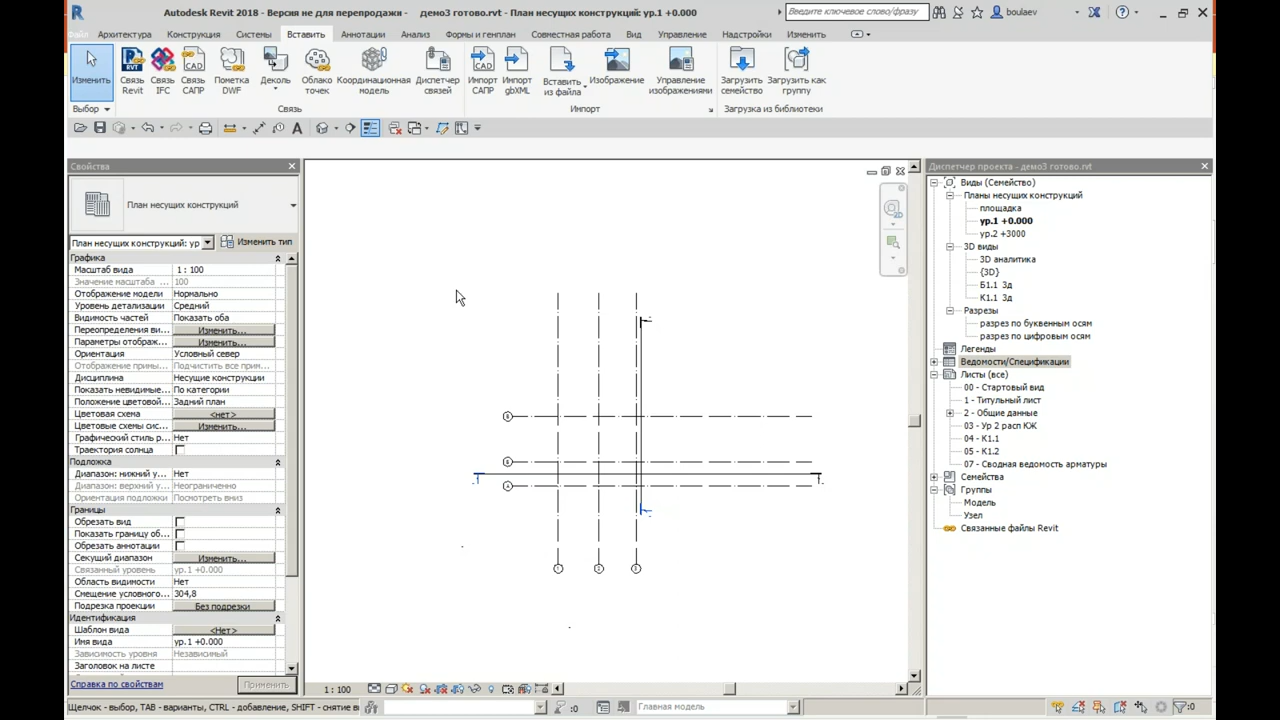 Autodesk Revit 2018 - Версия не для перепродажи - демо3 готово.rvt - План несущих конструкций: ур.1 +0.000
Введите ключевое слово/фразу
boulaev
Файл Архитектура Конструкция Системы Вставить Аннотации Анализ Формы и генплан Совместная работа Вид Управление Надстройки Изменить
Изменить
Связь Revit
Связь IFC
Связь САПР
Пометка DWF
Деколь
Облако точек
Координационная модель
Диспетчер связей
Импорт САПР
Импорт gbXML
Вставить из файла
Изображение
Управление изображениями
Загрузить семейство
Загрузить как группу
Выбор
Связь
Импорт
Загрузка из библиотеки
Свойства
План несущих конструкций
План несущих конструкций: ур
Изменить тип
Графика
Масштаб вида 1 : 100
Значение масштаба ... 100
Отображение модели Нормально
Уровень детализации Средний
Видимость частей Показать оба
Переопределения ви... Изменить...
Параметры отображ... Изменить...
Ориентация Условный север
Отображение примы... Подчистить все прим...
Дисциплина Несущие конструкции
Показать невидимые... По категории
Положение цветовой... Задний план
Цветовая схема <нет>
Цветовые схемы сис... Изменить...
Графический стиль р... Нет
Траектория солнца
Подложка
Диапазон: нижний у... Нет
Диапазон: верхний у... Неограниченно
Ориентация подложки Посмотреть вниз
Границы
Обрезать вид
Показать границу об...
Обрезать аннотации
Секущий диапазон Изменить...
Связанный уровень ур.1 +0.000
Область видимости Нет
Смещение условного... 304,8
Подрезка проекции Без подрезки
Идентификация
Шаблон вида <Нет>
Имя вида ур.1 +0.000
Зависимость уровня Независимый
Заголовок на листе
Справка по свойствам
Применить
1 : 100
Диспетчер проекта - демо3 готово.rvt
Виды (Семейство)
Планы несущих конструкций
площадка
ур.1 +0.000
ур.2 +3000
3D виды
3D аналитика
{3D}
Б1.1 3д
К1.1 3д
Разрезы
разрез по буквенным осям
разрез по цифровым осям
Легенды
Ведомости/Спецификации
Листы (все)
00 - Стартовый вид
1 - Титульный лист
2 - Общие данные
03 - Ур 2 расп КЖ
04 - К1.1
05 - К1.2
07 - Сводная ведомость арматуры
Семейства
Группы
Модель
Узел
Связанные файлы Revit
Щелчок - выбор, TAB - варианты, CTRL - добавление, SHIFT - снятие в
:0
Главная модель
:0